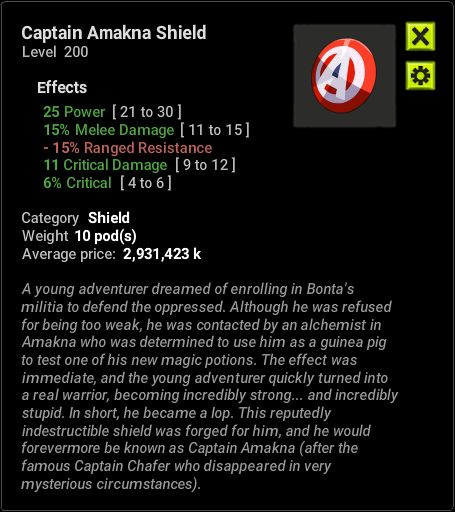 Captain Amakna Shield
Level 200
Effects
25 Power [ 21 to 30 ]
15% Melee Damage [ 11 to 15 ]
- 15% Ranged Resistance
11 Critical Damage [ 9 to 12 ]
6% Critical [ 4 to 6 ]
Category Shield
Weight 10 pod(s)
Average price: 2,931,423 k
A young adventurer dreamed of enrolling in Bonta's
militia to defend the oppressed. Although he was refused
for being too weak, he was contacted by an alchemist in
Amakna who was determined to use him as a guinea pig
to test one of his new magic potions. The effect was
immediate, and the young adventurer quickly turned into
a real warrior, becoming incredibly strong... and incredibly
stupid. In short, he became a Iop. This reputedly
indestructible shield was forged for him, and he would
forevermore be known as Captain Amakna (after the
famous Captain Chafer who disappeared in very
mysterious circumstances).